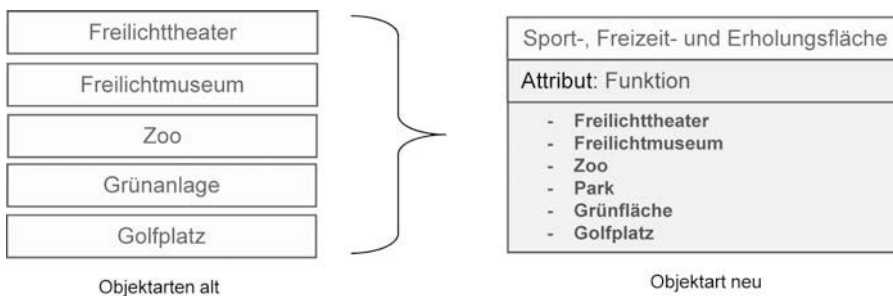 Freilichttheater
Freilichtmuseum
Zoo
Grünanlage
Golfplatz
Objektarten alt
Sport-, Freizeit- und Erholungsfläche
Attribut: Funktion
- Freilichttheater
- Freilichtmuseum
- Zoo
- Park
- Grünfläche
- Golfplatz
Objektart neu